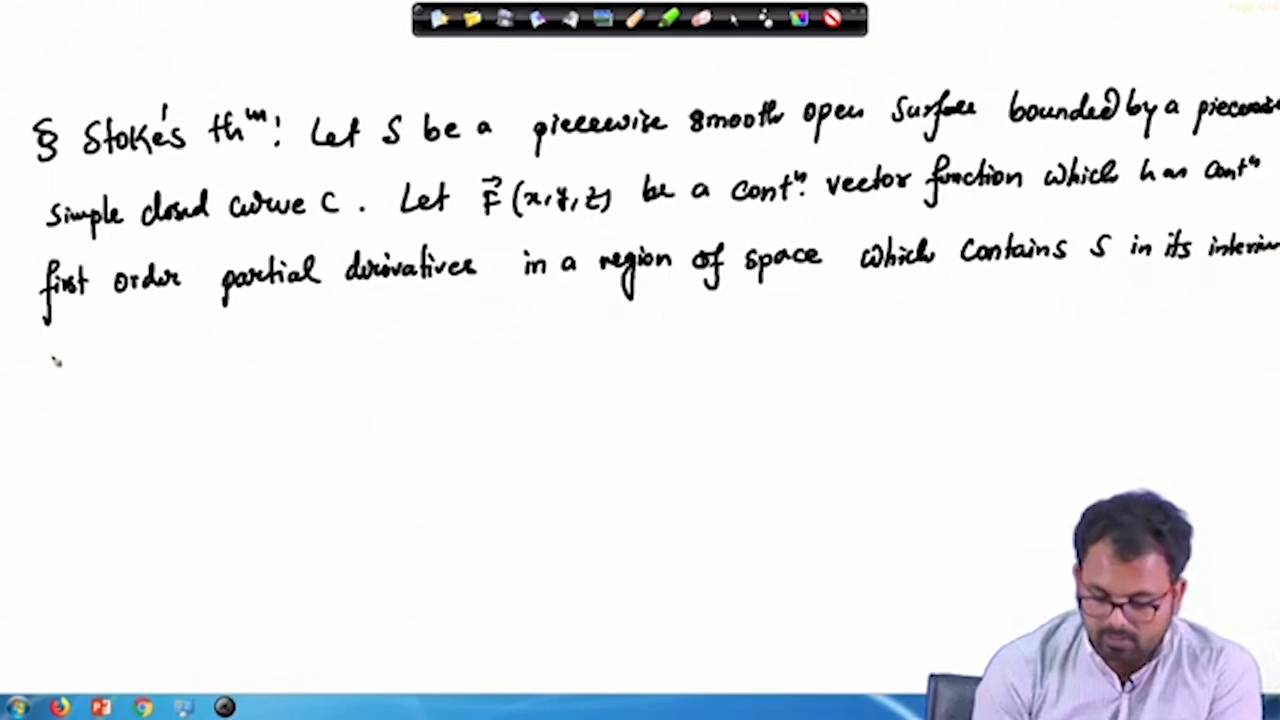 § Stoke's thm: Let S be a piecewise smooth open surface bounded by a piecewise
simple closed curve C. Let F⃗ (x, y, z) be a contn. vector function which has contn
first order partial derivatives in a region of space which contains S in its interior